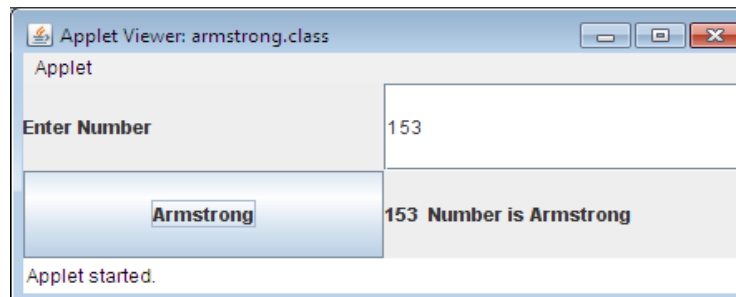 Applet Viewer: armstrong.class
Applet
Enter Number
153
Armstrong
153 Number is Armstrong
Applet started.